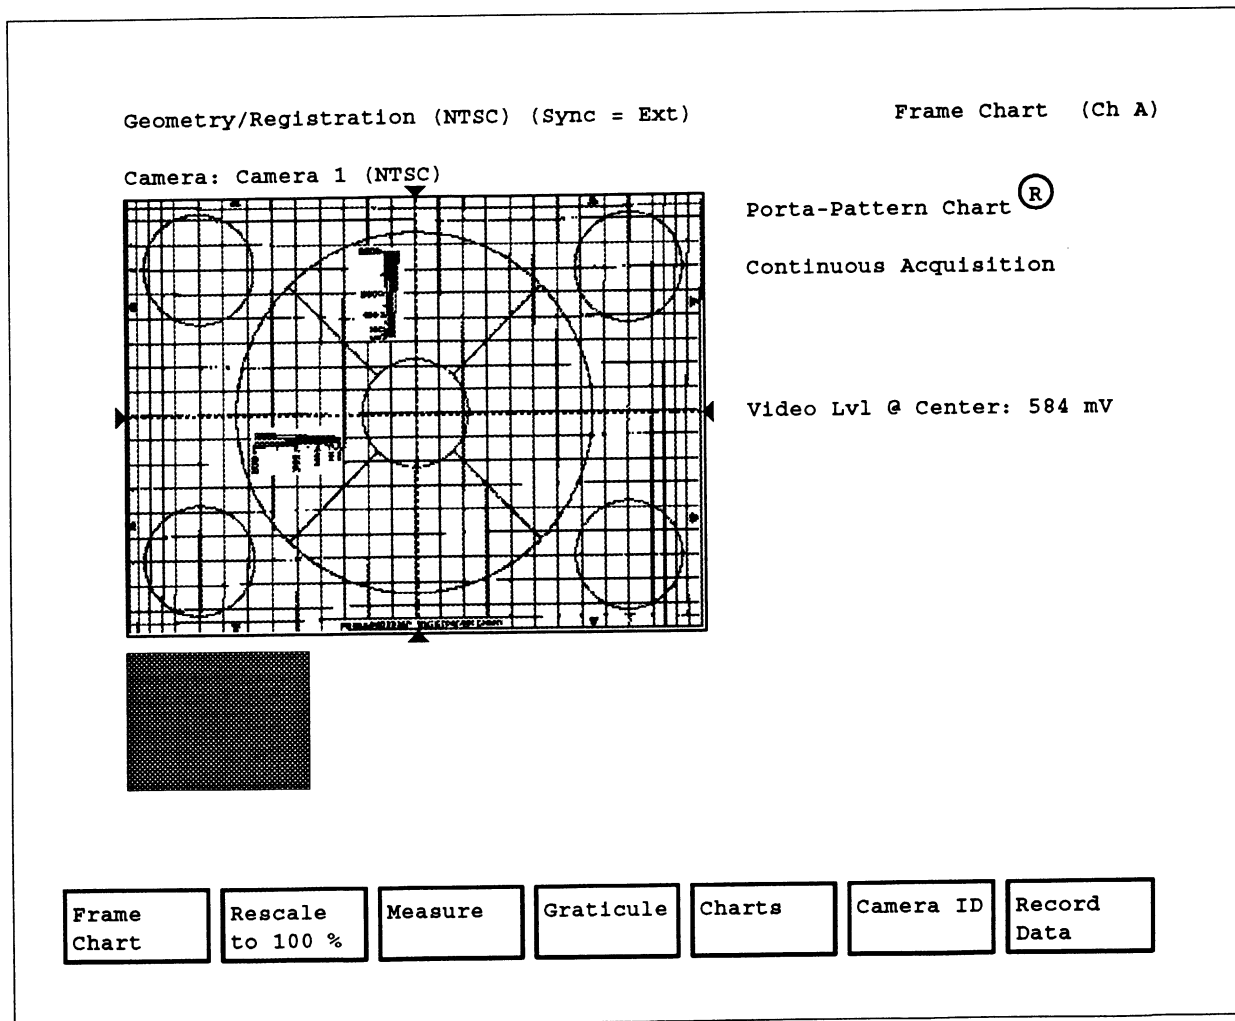 Geometry/Registration (NTSC) (Sync = Ext)
Frame Chart (Ch A)
Camera: Camera 1 (NTSC)
Porta-Pattern Chart ®
Continuous Acquisition
Video Lvl @ Center: 584 mV
Frame
Chart
Rescale
to 100 %
Measure
Graticule
Charts
Camera ID
Record
Data